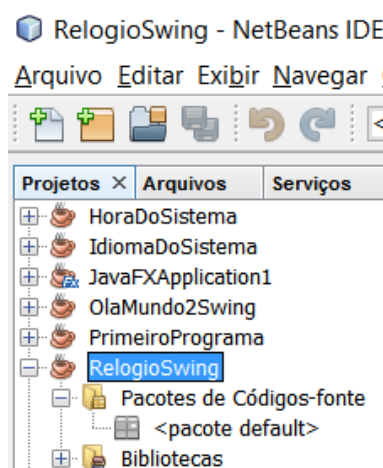 RelogioSwing - NetBeans IDE
Arquivo Editar Exibir Navegar
<
Projetos × Arquivos Serviços
HoraDoSistema
IdiomaDoSistema
JavaFXApplication1
OlaMundo2Swing
PrimeiroPrograma
RelogioSwing
Pacotes de Códigos-fonte
<pacote default>
Bibliotecas